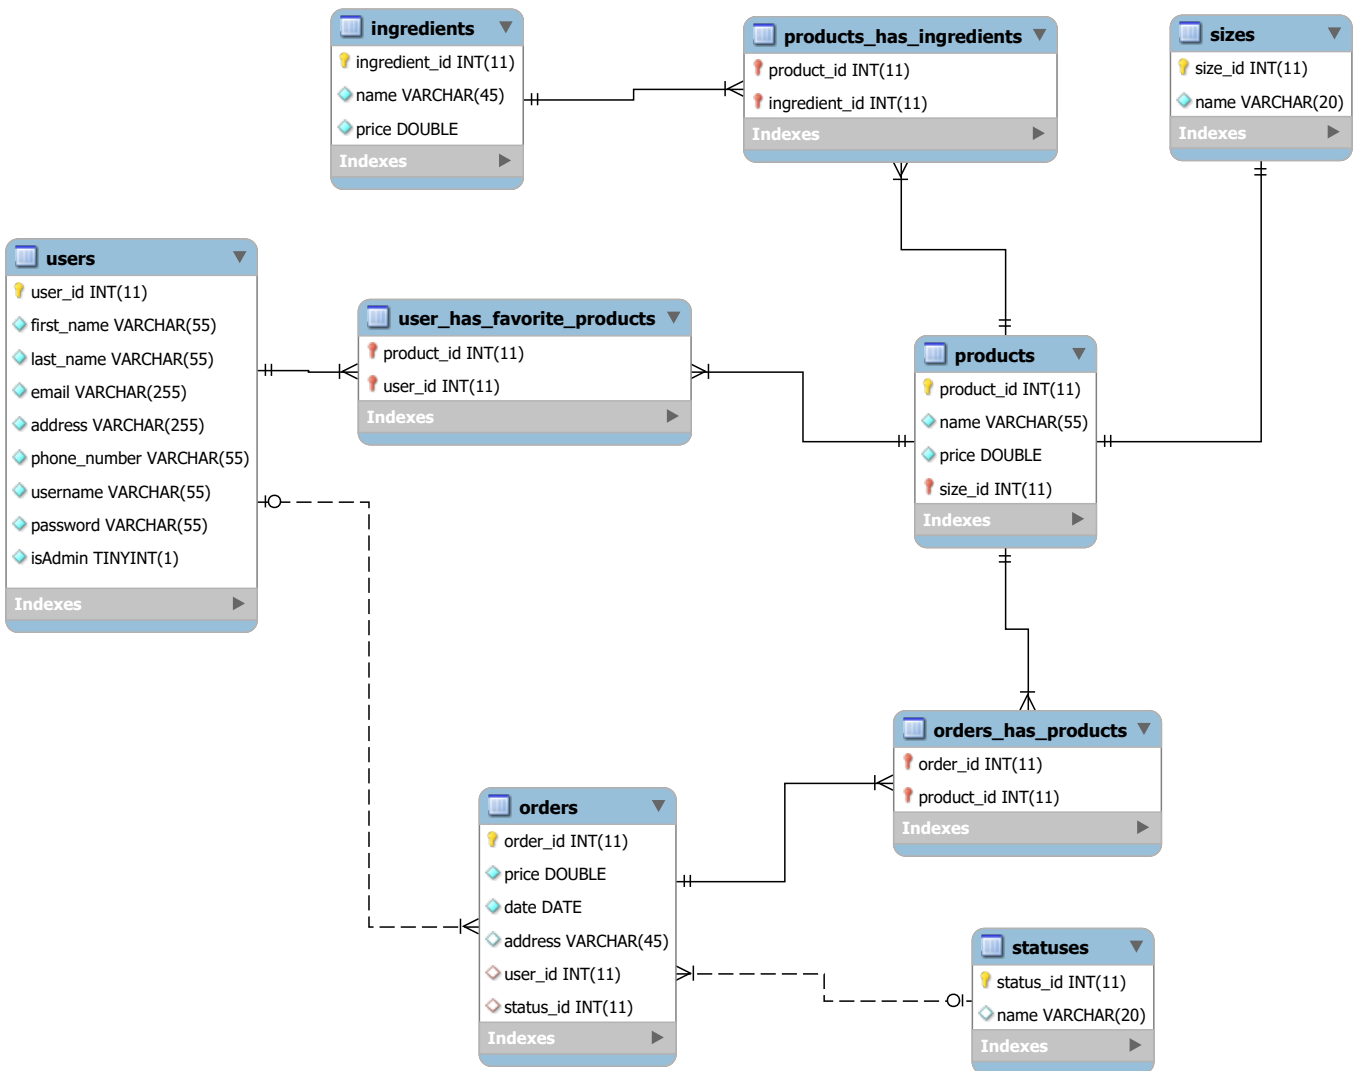 ingredients
ingredient_id INT(11)
name VARCHAR(45)
price DOUBLE
Indexes
products_has_ingredients
product_id INT(11)
ingredient_id INT(11)
Indexes
sizes
size_id INT(11)
name VARCHAR(20)
Indexes
users
user_id INT(11)
first_name VARCHAR(55)
last_name VARCHAR(55)
email VARCHAR(255)
address VARCHAR(255)
phone_number VARCHAR(55)
username VARCHAR(55)
password VARCHAR(55)
isAdmin TINYINT(1)
Indexes
user_has_favorite_products
product_id INT(11)
user_id INT(11)
Indexes
products
product_id INT(11)
name VARCHAR(55)
price DOUBLE
size_id INT(11)
Indexes
orders_has_products
order_id INT(11)
product_id INT(11)
Indexes
orders
order_id INT(11)
price DOUBLE
date DATE
address VARCHAR(45)
user_id INT(11)
status_id INT(11)
Indexes
statuses
status_id INT(11)
name VARCHAR(20)
Indexes